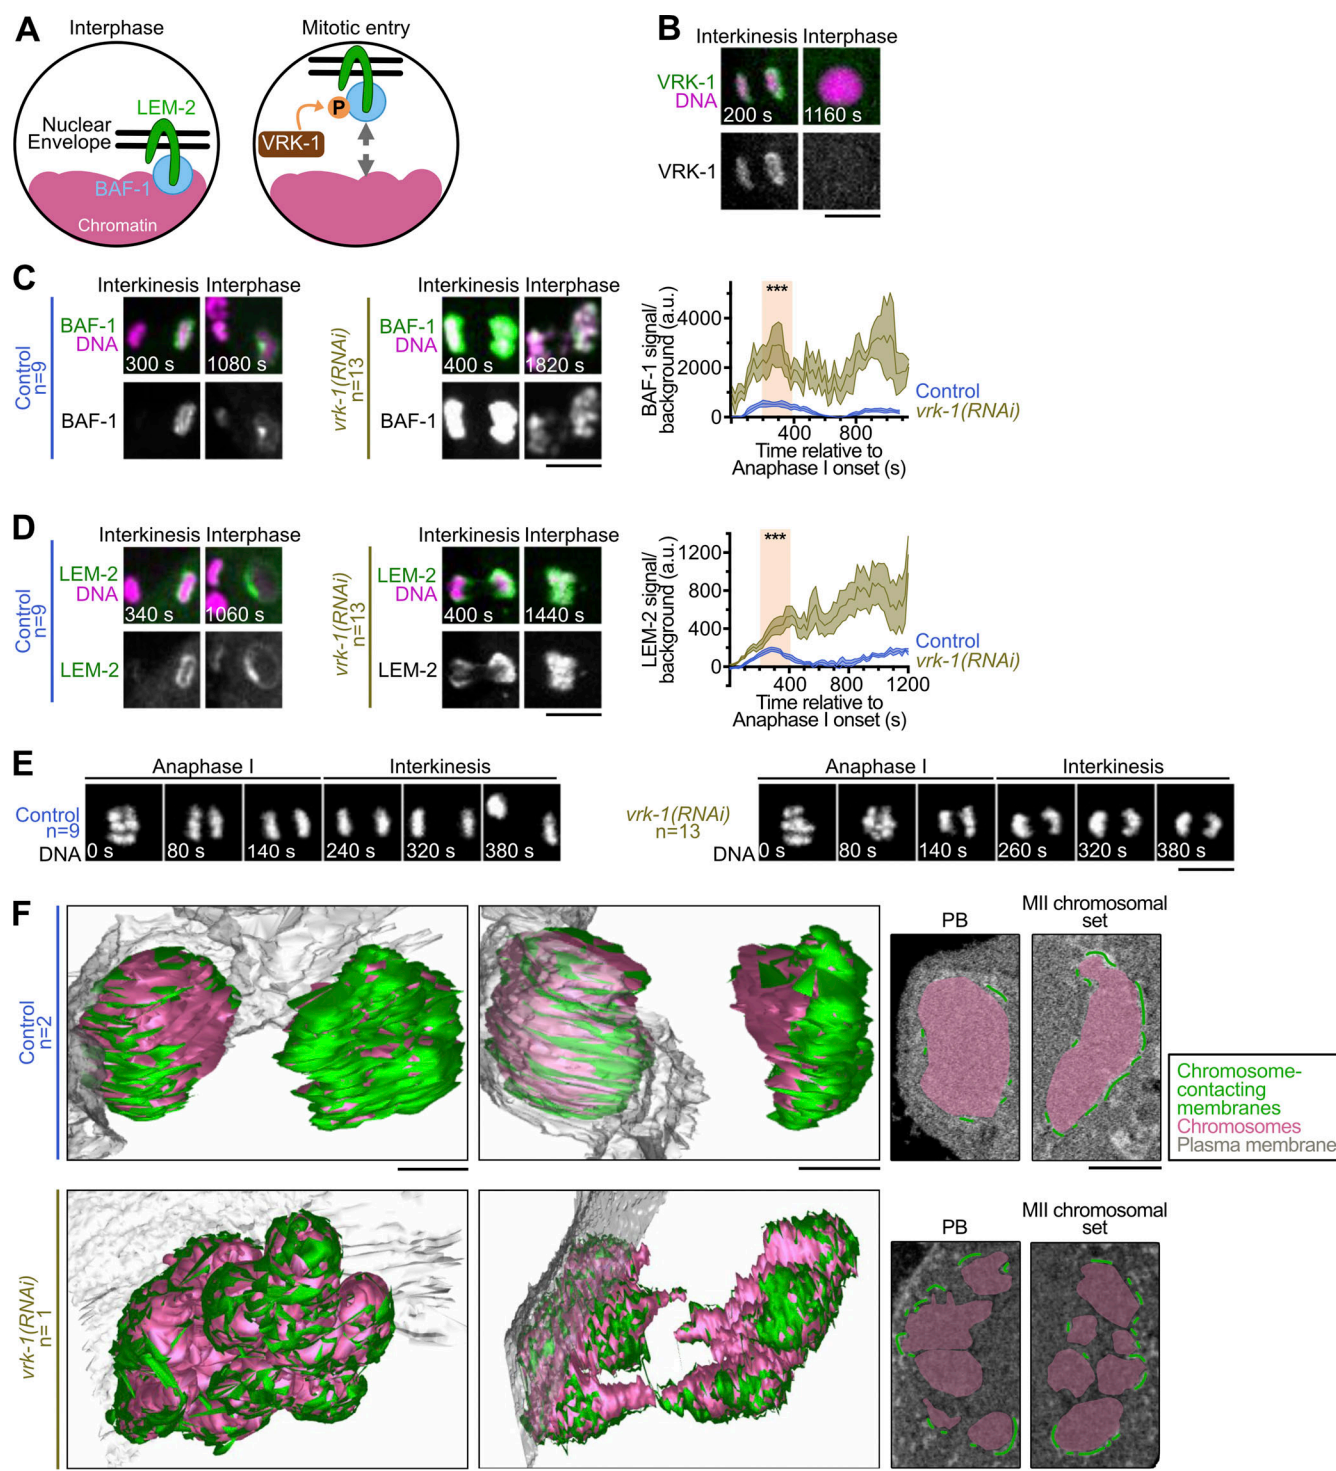 A
Interphase
LEM-2
Nuclear
Envelope
BAF-1
Chromatin
Mitotic entry
P
VRK-1
B
Interkinesis Interphase
VRK-1
DNA
200 s
1160 s
VRK-1
C
Control
n=9
Interkinesis Interphase
BAF-1
DNA
300 s
1080 s
BAF-1
vrk-1(RNAi)
n=13
Interkinesis Interphase
BAF-1
DNA
400 s
1820 s
BAF-1
BAF-1 signal/
background (a.u.)
4000
2000
0
***
400
800
Time relative to
Anaphase I onset (s)
Control
vrk-1(RNAi)
D
Control
n=9
Interkinesis Interphase
LEM-2
DNA
340 s
1060 s
LEM-2
vrk-1(RNAi)
n=13
Interkinesis Interphase
LEM-2
DNA
400 s
1440 s
LEM-2
LEM-2 signal/
background (a.u.)
1200
800
400
0
***
400
800
1200
Time relative to
Anaphase I onset (s)
Control
vrk-1(RNAi)
E
Anaphase I
Interkinesis
Control
n=9
DNA
0 s
80 s
140 s
240 s
320 s
380 s
Anaphase I
Interkinesis
vrk-1(RNAi)
n=13
DNA
0 s
80 s
140 s
260 s
320 s
380 s
F
Control
n=2
PB
MII chromosomal
set
Chromosome-
contacting
membranes
Chromosomes
Plasma membrane
vrk-1(RNAi)
n=1
PB
MII chromosomal
set